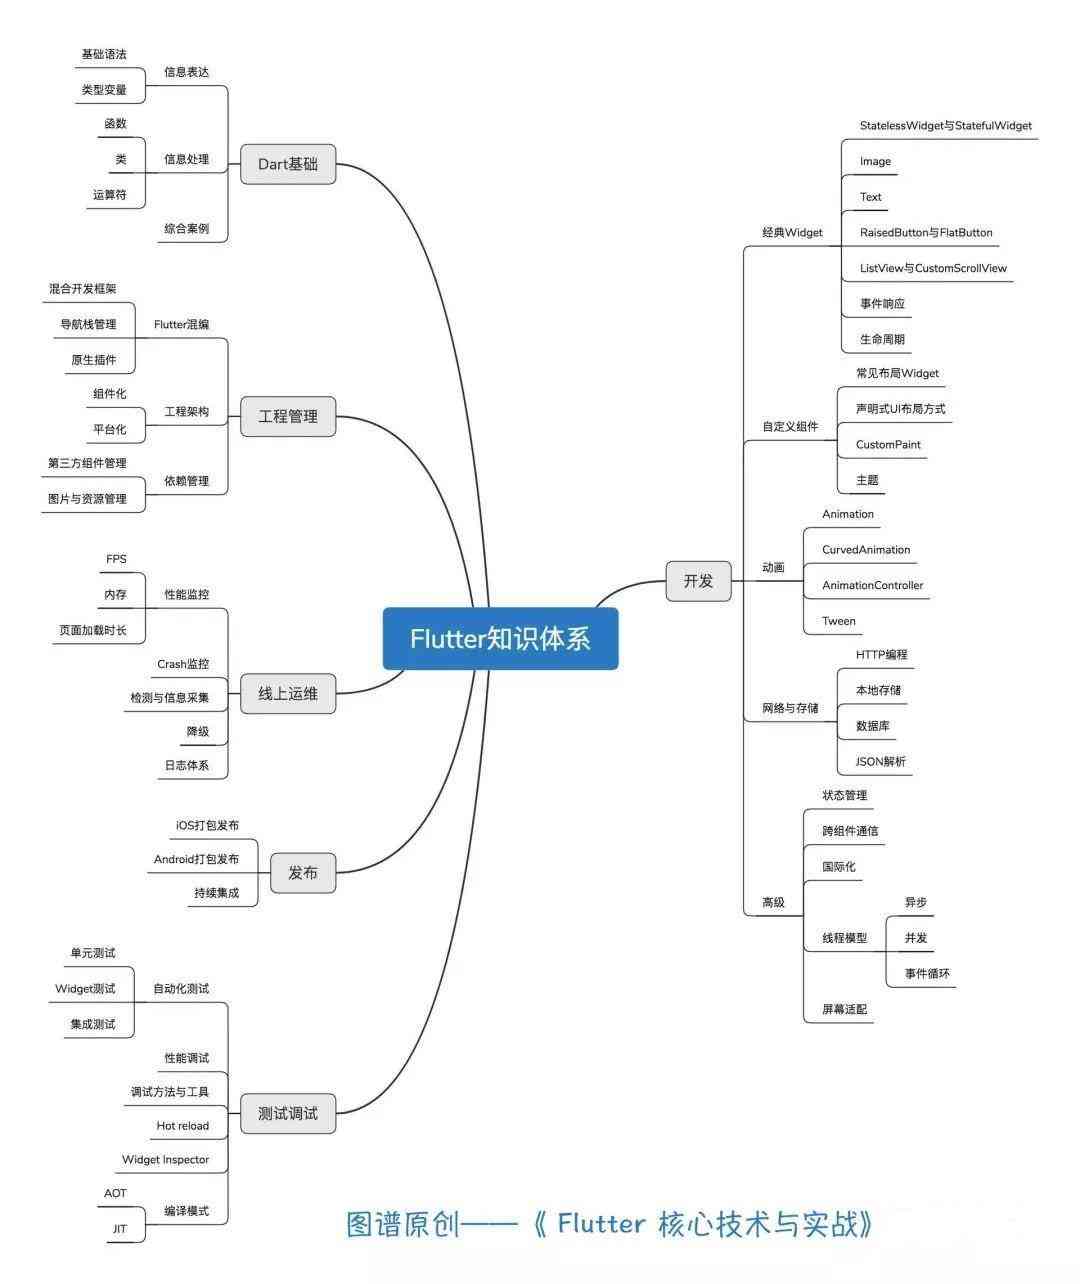 Flutter知识体系
Dart基础
信息表达
基础语法
类型变量
信息处理
函数
类
运算符
综合案例
工程管理
Flutter混编
混合开发框架
导航栈管理
原生插件
工程架构
组件化
平台化
依赖管理
第三方组件管理
图片与资源管理
线上运维
性能监控
FPS
内存
页面加载时长
Crash监控
检测与信息采集
降级
日志体系
发布
iOS打包发布
Android打包发布
持续集成
测试调试
自动化测试
单元测试
Widget测试
集成测试
性能调试
调试方法与工具
Hot reload
Widget Inspector
编译模式
AOT
JIT
开发
经典Widget
StatelessWidget与StatefulWidget
Image
Text
RaisedButton与FlatButton
ListView与CustomScrollView
事件响应
生命周期
自定义组件
常见布局Widget
声明式UI布局方式
CustomPaint
主题
动画
Animation
CurvedAnimation
AnimationController
Tween
网络与存储
HTTP编程
本地存储
数据库
JSON解析
高级
状态管理
跨组件通信
国际化
线程模型
异步
并发
事件循环
屏幕适配
图谱原创——《 Flutter 核心技术与实战》